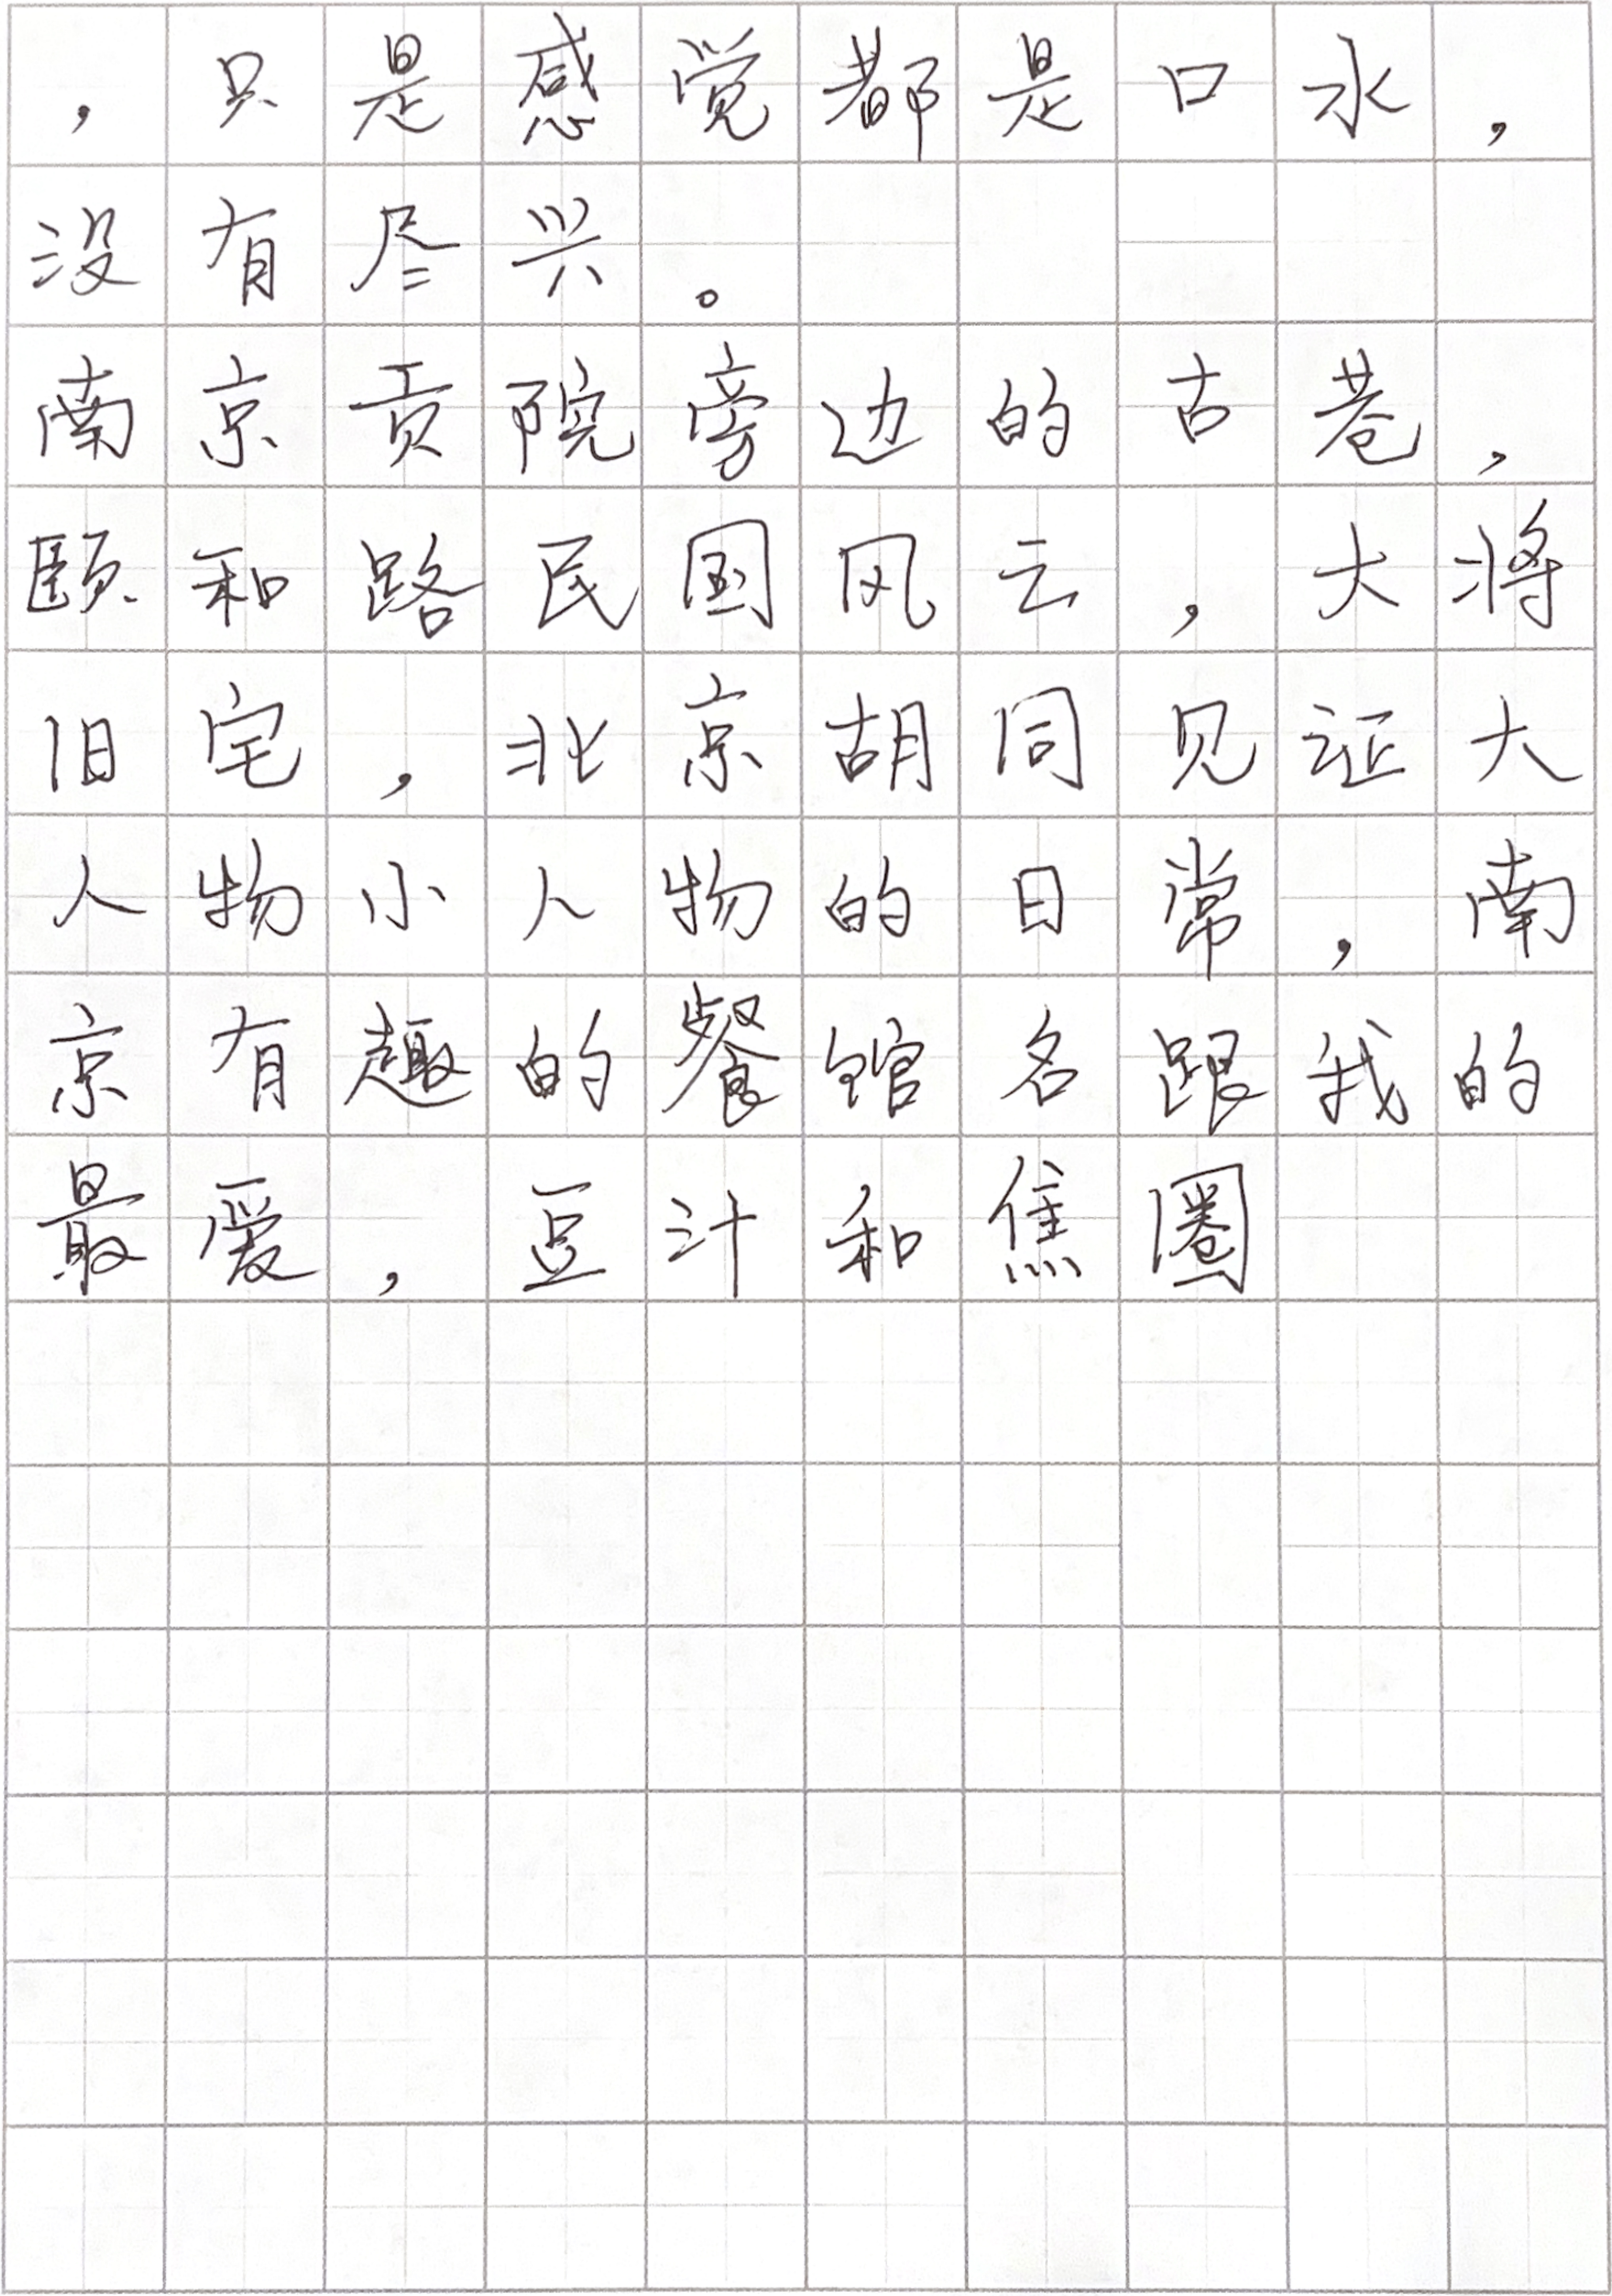 ，只是感觉都是口水，
没有尽兴。
南京贡院旁边的古巷，
颐和路民国风云，大将
旧宅，北京胡同见证大
人物小人物的日常，南
京有趣的餐馆名跟我的
最爱，豆汁和焦圈